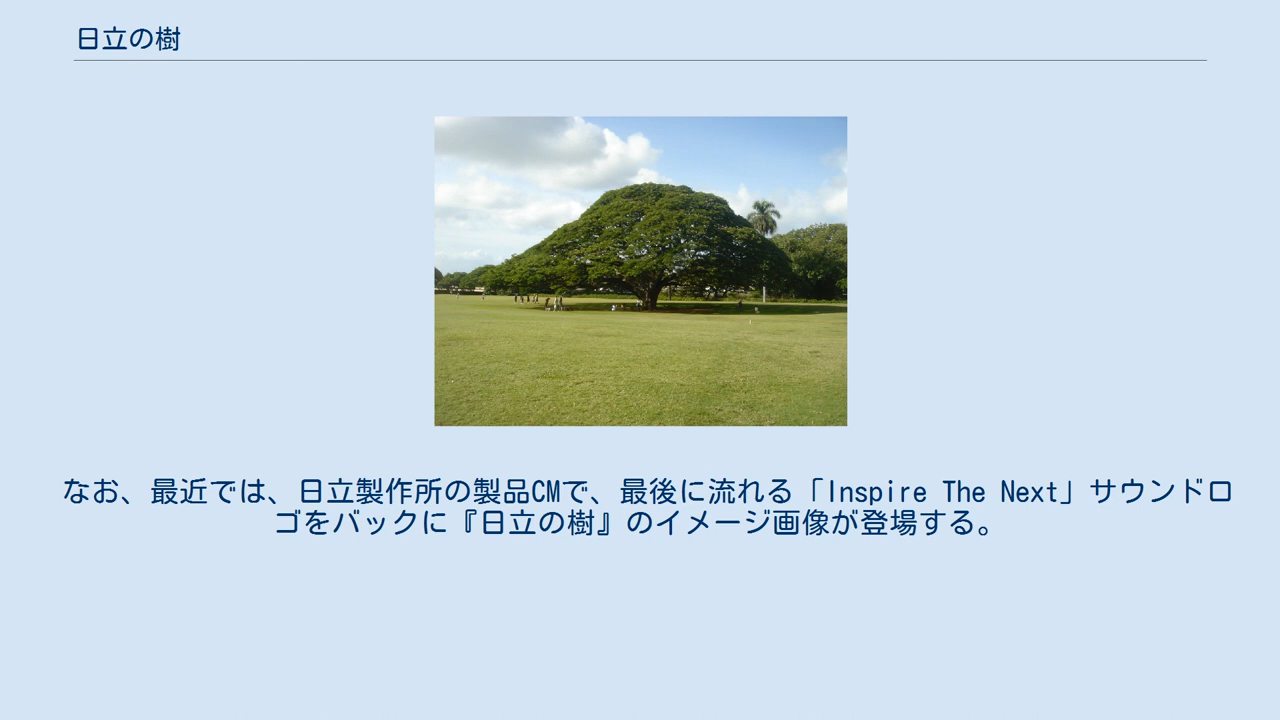 日立の樹
なお、最近では、日立製作所の製品CMで、最後に流れる「Inspire The Next」サウンドロ
ゴをバックに『日立の樹』のイメージ画像が登場する。